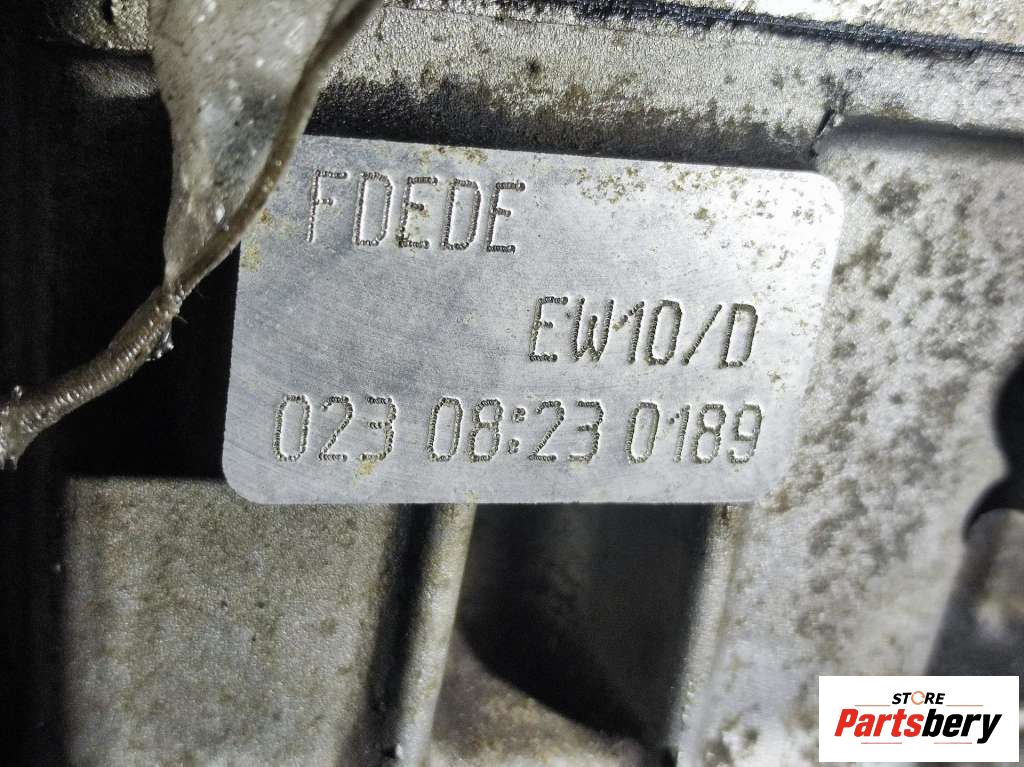 FDEDE
EW10/D
023 08:23 0189
STORE
Partsbery